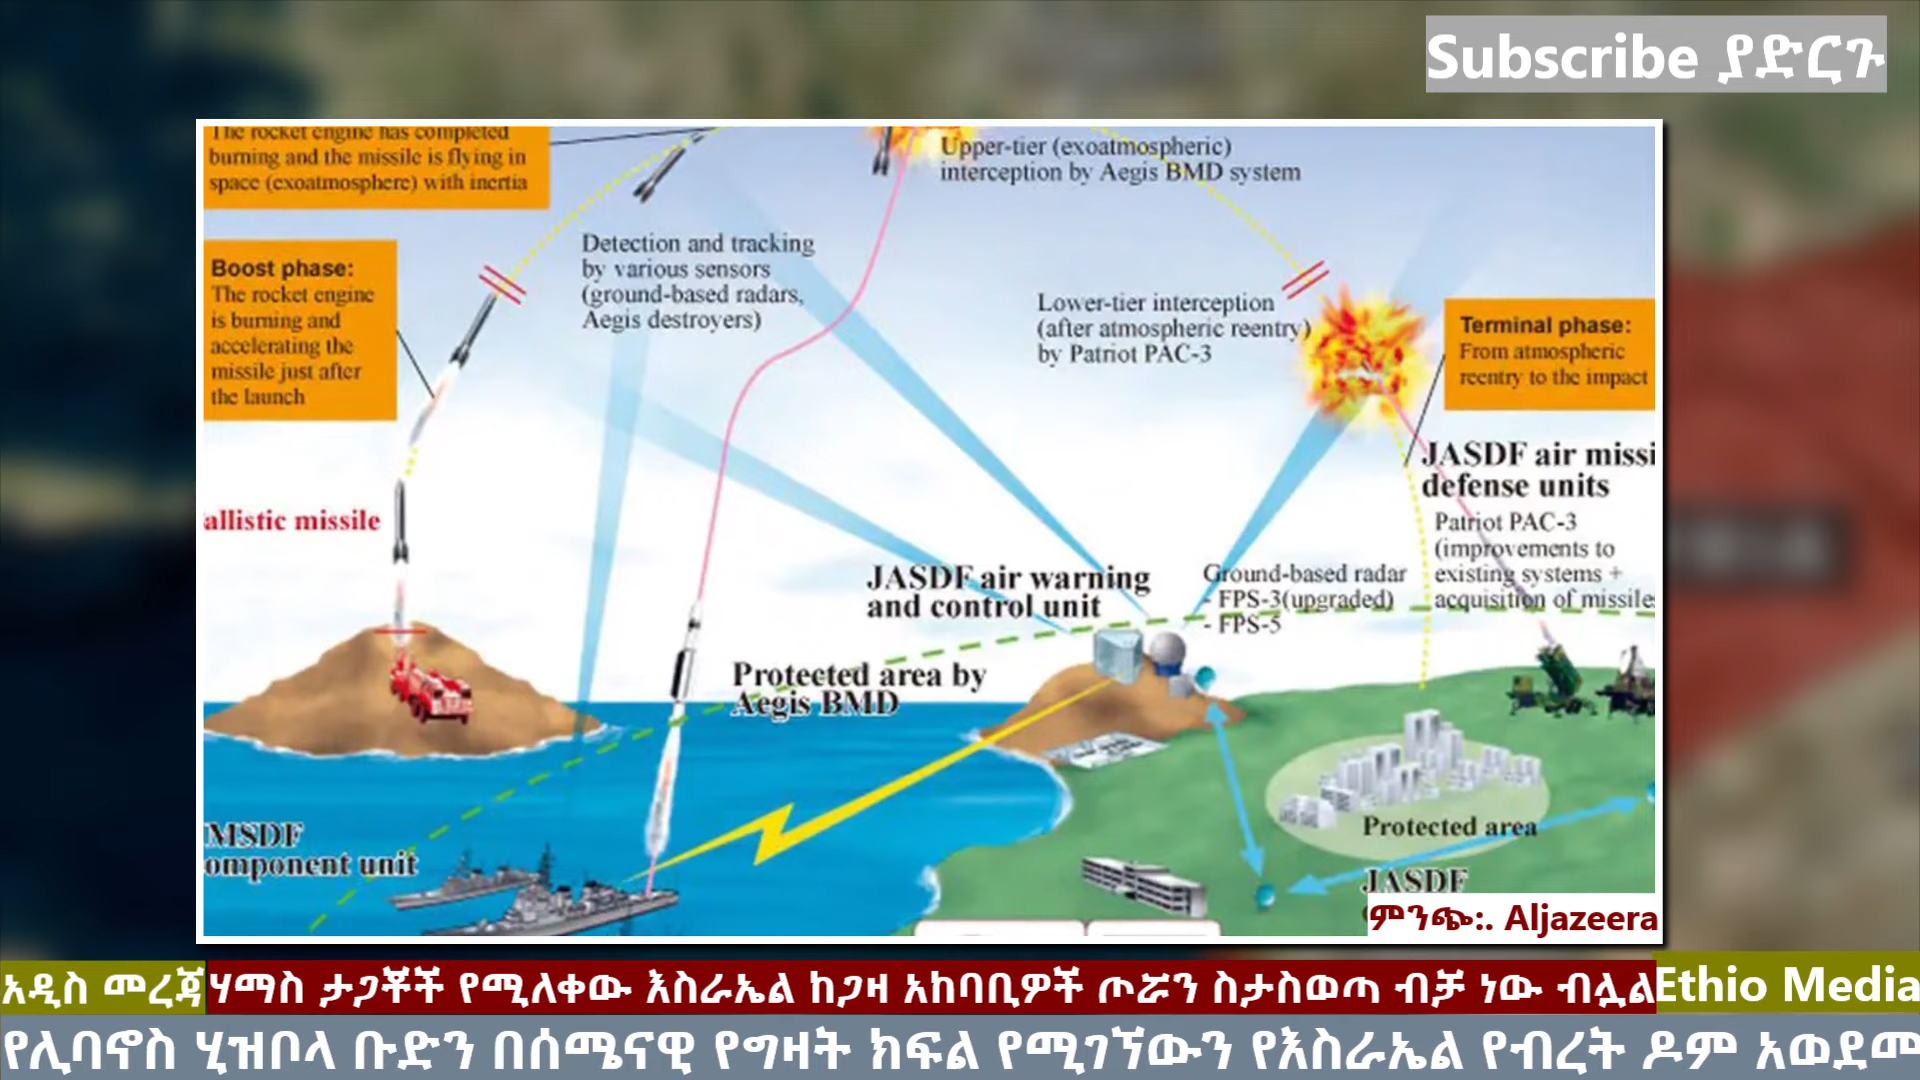 Subscribe ያድርጉ
The rocket engine has completed
burning and the missile is flying in
space (exoatmosphere) with inertia
Upper-tier (exoatmospheric)
interception by Aegis BMD system
Boost phase:
The rocket engine
is burning and
accelerating the
missile just after
the launch
Detection and tracking
by various sensors
(ground-based radars,
Aegis destroyers)
Lower-tier interception
(after atmospheric reentry)
by Patriot PAC-3
Terminal phase:
From atmospheric
reentry to the impact
JASDF air missi
defense units
Patriot PAC-3
(improvements to
existing systems +
acquisition of missile
allistic missile
JASDF air warning
and control unit
Ground-based radar
- FPS-3(upgraded)
- FPS-5
Protected area by
Aegis BMD
MSDF
omponent unit
Protected area
JASDF
ምንጭ:. Aljazeera
አዲስ መረጃ
ሃማስ ታጋቾች የሚለቀው እስራኤል ከጋዛ አከባቢዎች ጦሯን ስታስወጣ ብቻ ነው ብሏል
Ethio Media
የሊባኖስ ሂዝቦላ ቡድን በሰሜናዊ የግዛት ክፍል የሚገኘውን የእስራኤል የብረት ዶም አወደመ